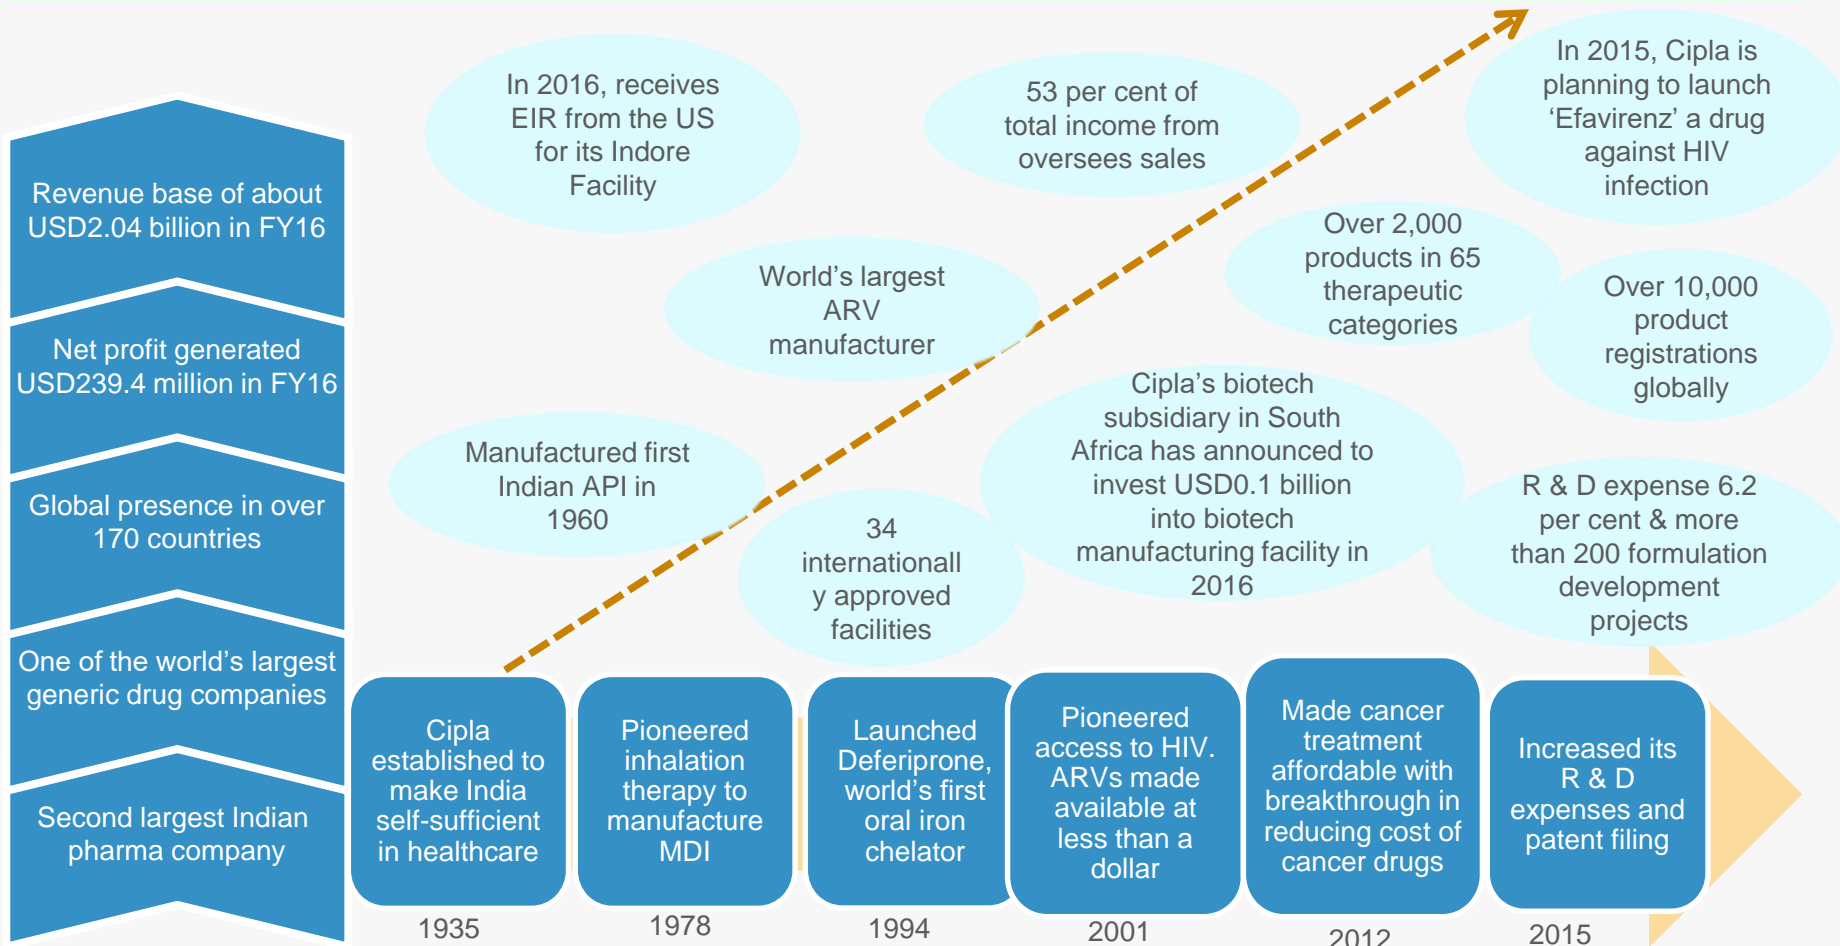 Revenue base of about
USD2.04 billion in FY16
Net profit generated
USD239.4 million in FY16
Global presence in over
170 countries
One of the world’s largest
generic drug companies
Second largest Indian
pharma company
In 2016, receives
EIR from the US
for its Indore
Facility
53 per cent of
total income from
oversees sales
In 2015, Cipla is
planning to launch
‘Efavirenz’ a drug
against HIV
infection
World’s largest
ARV
manufacturer
Over 2,000
products in 65
therapeutic
categories
Over 10,000
product
registrations
globally
Manufactured first
Indian API in
1960
34
internationall
y approved
facilities
Cipla’s biotech
subsidiary in South
Africa has announced to
invest USD0.1 billion
into biotech
manufacturing facility in
2016
R & D expense 6.2
per cent & more
than 200 formulation
development
projects
Cipla
established to
make India
self-sufficient
in healthcare
1935
Pioneered
inhalation
therapy to
manufacture
MDI
1978
Launched
Deferiprone,
world’s first
oral iron
chelator
1994
Pioneered
access to HIV.
ARVs made
available at
less than a
dollar
2001
Made cancer
treatment
affordable with
breakthrough in
reducing cost of
cancer drugs
2012
Increased its
R & D
expenses and
patent filing
2015